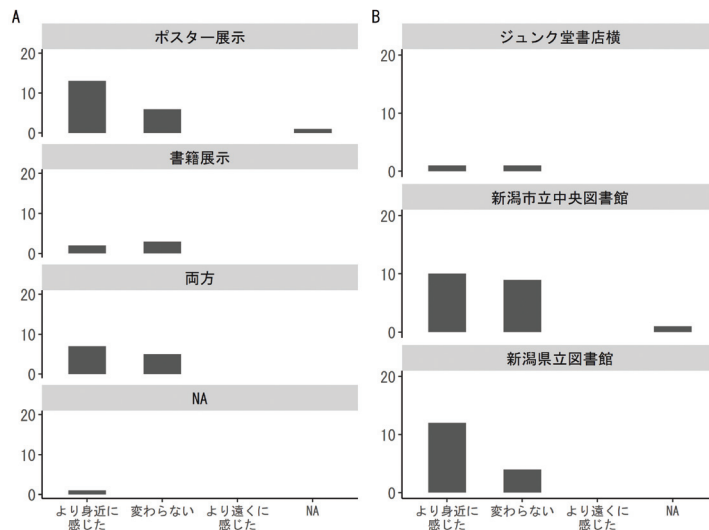 A
ポスター展示
20
10
0
書籍展示
20
10
0
両方
20
10
0
NA
20
10
0
より身近に
感じた
変わらない
より遠くに
感じた
NA
B
ジュンク堂書店横
20
10
0
新潟市立中央図書館
20
10
0
新潟県立図書館
20
10
0
より身近に
感じた
変わらない
より遠くに
感じた
NA